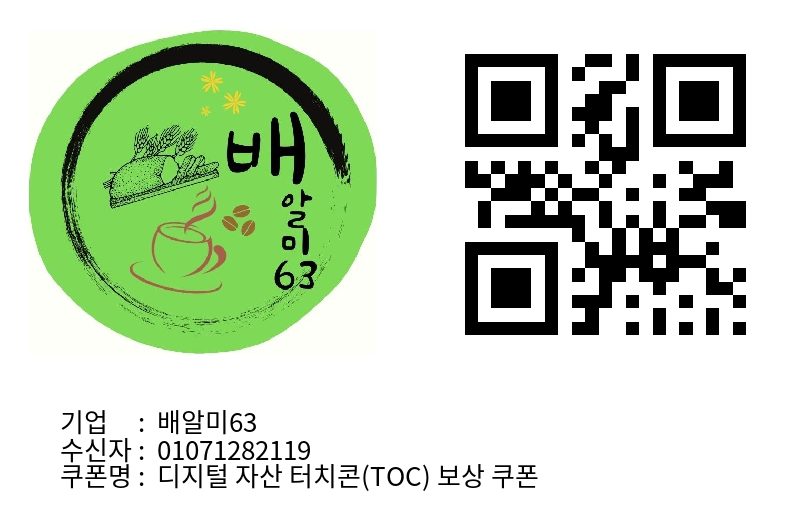 배
알
미
63
기업 : 배알미63
수신자 : 01071282119
쿠폰명 : 디지털 자산 터치콘(TOC) 보상 쿠폰